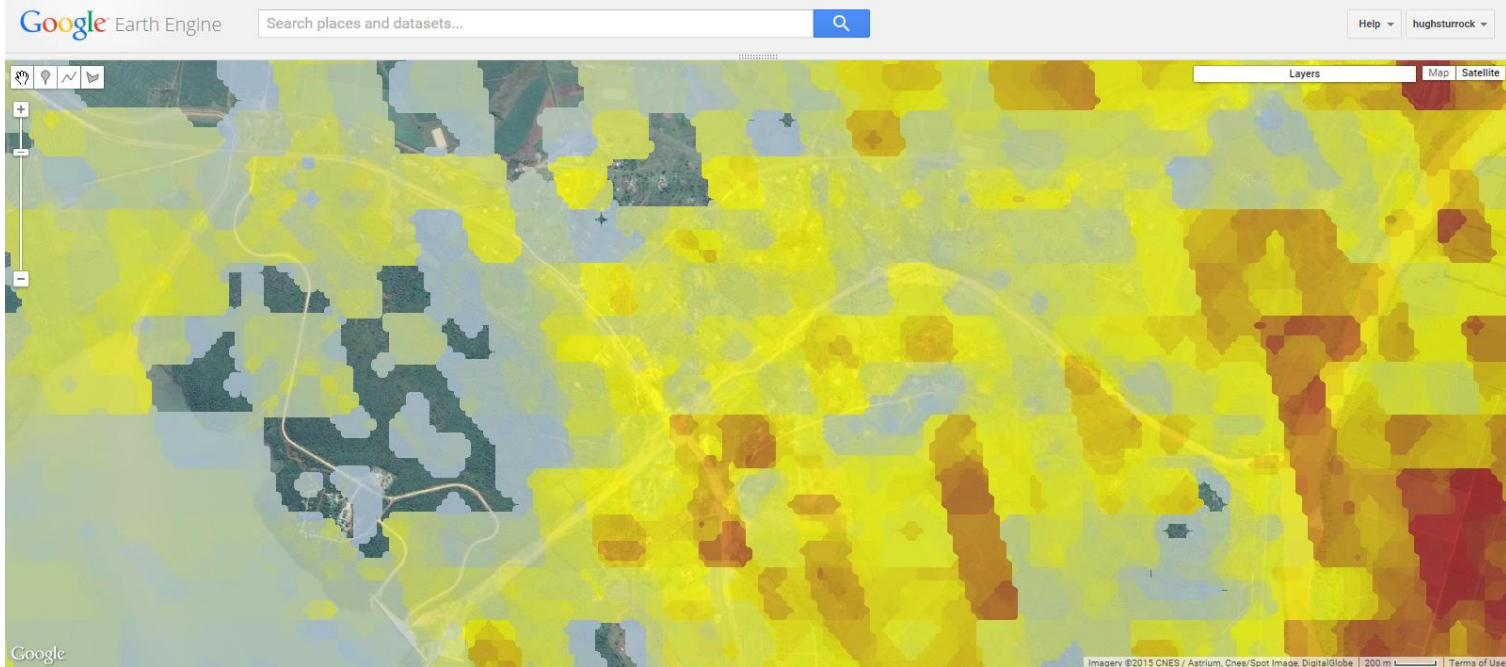 Google Earth Engine
Search places and datasets...
Help
hughsturrock
Layers
Map
Satellite
+
−
Google
Imagery ©2015 CNES / Astrium, Cnes/Spot Image, DigitalGlobe
200 m
Terms of Use